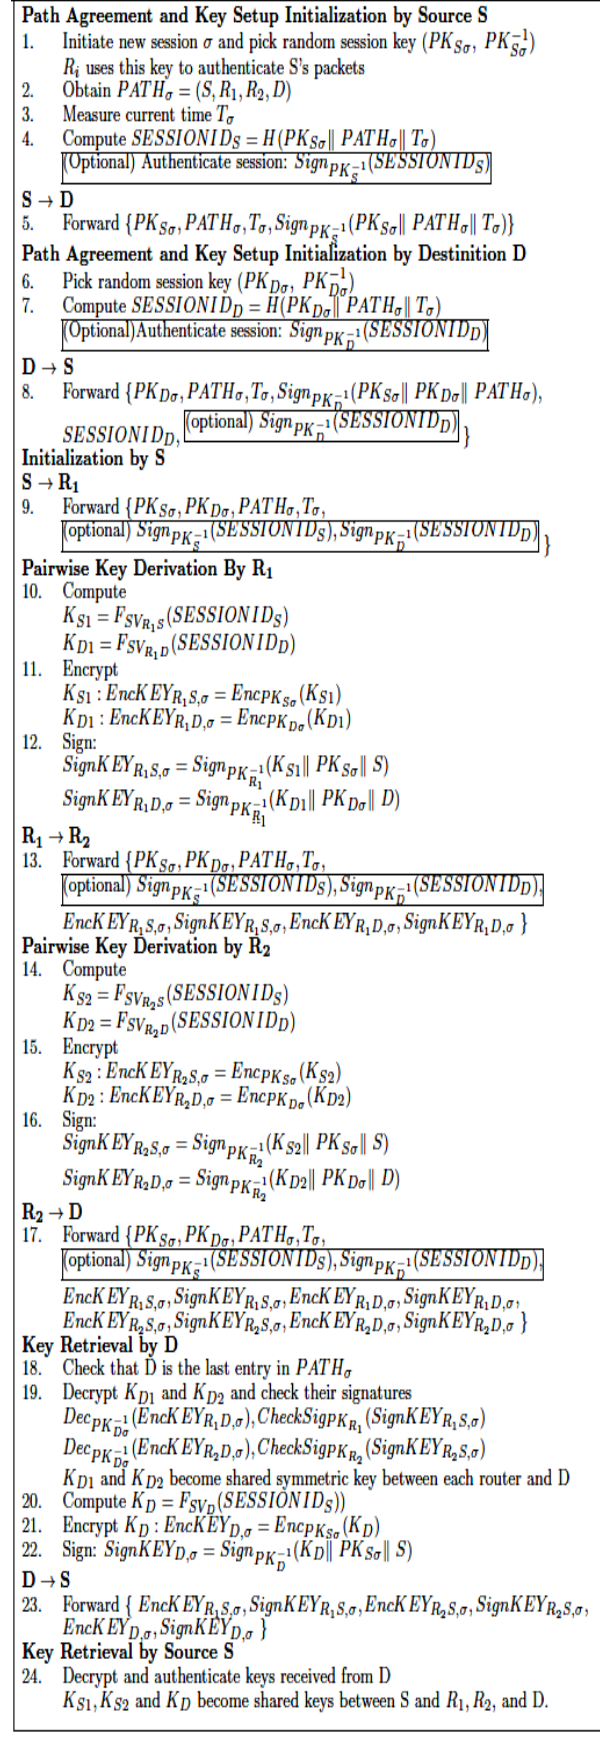 Path Agreement and Key Setup Initialization by Source S
1. Initiate new session σ and pick random session key (PK_{Sσ}, PK_{Sσ}^{-1})
R_i uses this key to authenticate S's packets
2. Obtain PATH_σ = (S, R_1, R_2, D)
3. Measure current time T_σ
4. Compute SESSIONID_S = H(PK_{Sσ}|| PATH_σ|| T_σ)
(Optional) Authenticate session: Sign_{PK_S^{-1}}(SESSIONID_S)
S → D
5. Forward {PK_{Sσ}, PATH_σ, T_σ, Sign_{PK_S^{-1}}(PK_{Sσ}|| PATH_σ|| T_σ)}
Path Agreement and Key Setup Initialization by Destinition D
6. Pick random session key (PK_{Dσ}, PK_{Dσ}^{-1})
7. Compute SESSIONID_D = H(PK_{Dσ}|| PATH_σ|| T_σ)
(Optional)Authenticate session: Sign_{PK_D^{-1}}(SESSIONID_D)
D → S
8. Forward {PK_{Dσ}, PATH_σ, T_σ, Sign_{PK_D^{-1}}(PK_{Sσ}|| PK_{Dσ}|| PATH_σ),
SESSIONID_D, (optional) Sign_{PK_D^{-1}}(SESSIONID_D) }
Initialization by S
S → R_1
9. Forward {PK_{Sσ}, PK_{Dσ}, PATH_σ, T_σ,
(optional) Sign_{PK_S^{-1}}(SESSIONID_S), Sign_{PK_D^{-1}}(SESSIONID_D) }
Pairwise Key Derivation By R_1
10. Compute
K_{S1} = F_{SV_{R_1S}}(SESSIONID_S)
K_{D1} = F_{SV_{R_1D}}(SESSIONID_D)
11. Encrypt
K_{S1} : EncKEY_{R_1S,σ} = Enc_{PK_{Sσ}}(K_{S1})
K_{D1} : EncKEY_{R_1D,σ} = Enc_{PK_{Dσ}}(K_{D1})
12. Sign:
SignKEY_{R_1S,σ} = Sign_{PK_{R_1}^{-1}}(K_{S1}|| PK_{Sσ}|| S)
SignKEY_{R_1D,σ} = Sign_{PK_{R_1}^{-1}}(K_{D1}|| PK_{Dσ}|| D)
R_1 → R_2
13. Forward {PK_{Sσ}, PK_{Dσ}, PATH_σ, T_σ,
(optional) Sign_{PK_S^{-1}}(SESSIONID_S), Sign_{PK_D^{-1}}(SESSIONID_D),
EncKEY_{R_1S,σ}, SignKEY_{R_1S,σ}, EncKEY_{R_1D,σ}, SignKEY_{R_1D,σ} }
Pairwise Key Derivation by R_2
14. Compute
K_{S2} = F_{SV_{R_2S}}(SESSIONID_S)
K_{D2} = F_{SV_{R_2D}}(SESSIONID_D)
15. Encrypt
K_{S2} : EncKEY_{R_2S,σ} = Enc_{PK_{Sσ}}(K_{S2})
K_{D2} : EncKEY_{R_2D,σ} = Enc_{PK_{Dσ}}(K_{D2})
16. Sign:
SignKEY_{R_2S,σ} = Sign_{PK_{R_2}^{-1}}(K_{S2}|| PK_{Sσ}|| S)
SignKEY_{R_2D,σ} = Sign_{PK_{R_2}^{-1}}(K_{D2}|| PK_{Dσ}|| D)
R_2 → D
17. Forward {PK_{Sσ}, PK_{Dσ}, PATH_σ, T_σ,
(optional) Sign_{PK_S^{-1}}(SESSIONID_S), Sign_{PK_D^{-1}}(SESSIONID_D),
EncKEY_{R_1S,σ}, SignKEY_{R_1S,σ}, EncKEY_{R_1D,σ}, SignKEY_{R_1D,σ},
EncKEY_{R_2S,σ}, SignKEY_{R_2S,σ}, EncKEY_{R_2D,σ}, SignKEY_{R_2D,σ} }
Key Retrieval by D
18. Check that D is the last entry in PATH_σ
19. Decrypt K_{D1} and K_{D2} and check their signatures
Dec_{PK_{Dσ}^{-1}}(EncKEY_{R_1D,σ}), CheckSig_{PK_{R_1}}(SignKEY_{R_1S,σ})
Dec_{PK_{Dσ}^{-1}}(EncKEY_{R_2D,σ}), CheckSig_{PK_{R_2}}(SignKEY_{R_2S,σ})
K_{D1} and K_{D2} become shared symmetric key between each router and D
20. Compute K_D = F_{SV_D}(SESSIONID_S))
21. Encrypt K_D : EncKEY_{D,σ} = Enc_{PK_{Sσ}}(K_D)
22. Sign: SignKEY_{D,σ} = Sign_{PK_D^{-1}}(K_D|| PK_{Sσ}|| S)
D → S
23. Forward { EncKEY_{R_1S,σ}, SignKEY_{R_1S,σ}, EncKEY_{R_2S,σ}, SignKEY_{R_2S,σ},
EncKEY_{D,σ}, SignKEY_{D,σ} }
Key Retrieval by Source S
24. Decrypt and authenticate keys received from D
K_{S1}, K_{S2} and K_D become shared keys between S and R_1, R_2, and D.